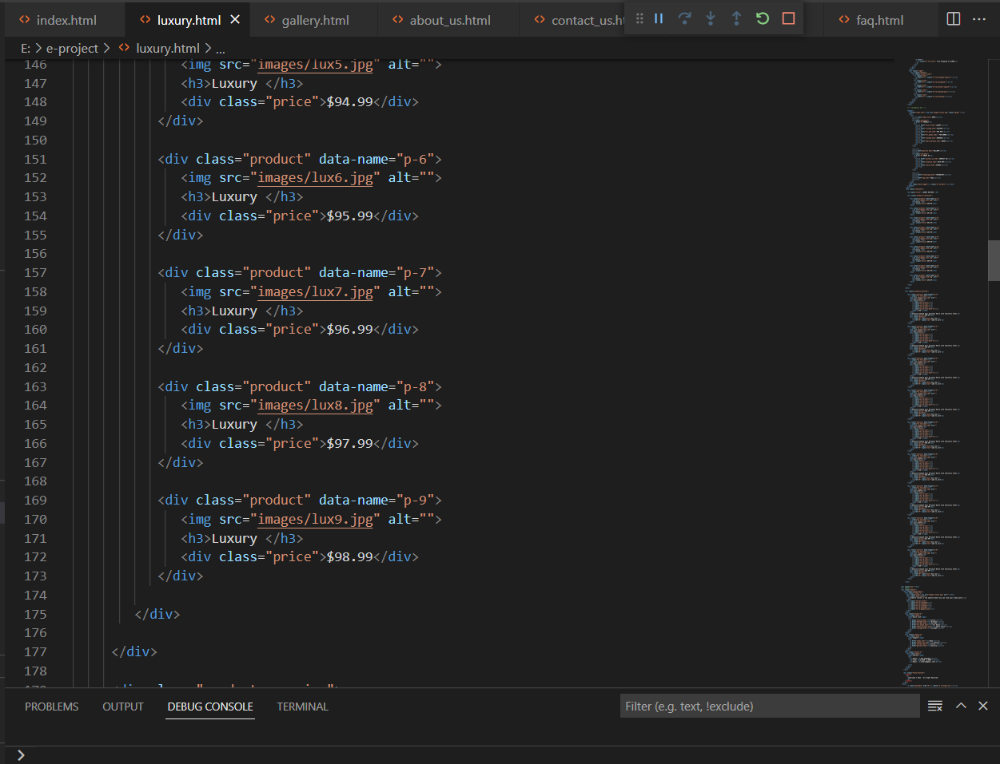 index.html luxury.html gallery.html about_us.html contact_us.ht faq.html
E: > e-project > luxury.html > ...
146 <img src="images/lux5.jpg" alt="">
147 <h3>Luxury </h3>
148 <div class="price">$94.99</div>
149 </div>
150
151 <div class="product" data-name="p-6">
152 <img src="images/lux6.jpg" alt="">
153 <h3>Luxury </h3>
154 <div class="price">$95.99</div>
155 </div>
156
157 <div class="product" data-name="p-7">
158 <img src="images/lux7.jpg" alt="">
159 <h3>Luxury </h3>
160 <div class="price">$96.99</div>
161 </div>
162
163 <div class="product" data-name="p-8">
164 <img src="images/lux8.jpg" alt="">
165 <h3>Luxury </h3>
166 <div class="price">$97.99</div>
167 </div>
168
169 <div class="product" data-name="p-9">
170 <img src="images/lux9.jpg" alt="">
171 <h3>Luxury </h3>
172 <div class="price">$98.99</div>
173 </div>
174
175 </div>
176
177 </div>
178
PROBLEMS OUTPUT DEBUG CONSOLE TERMINAL Filter (e.g. text, !exclude)